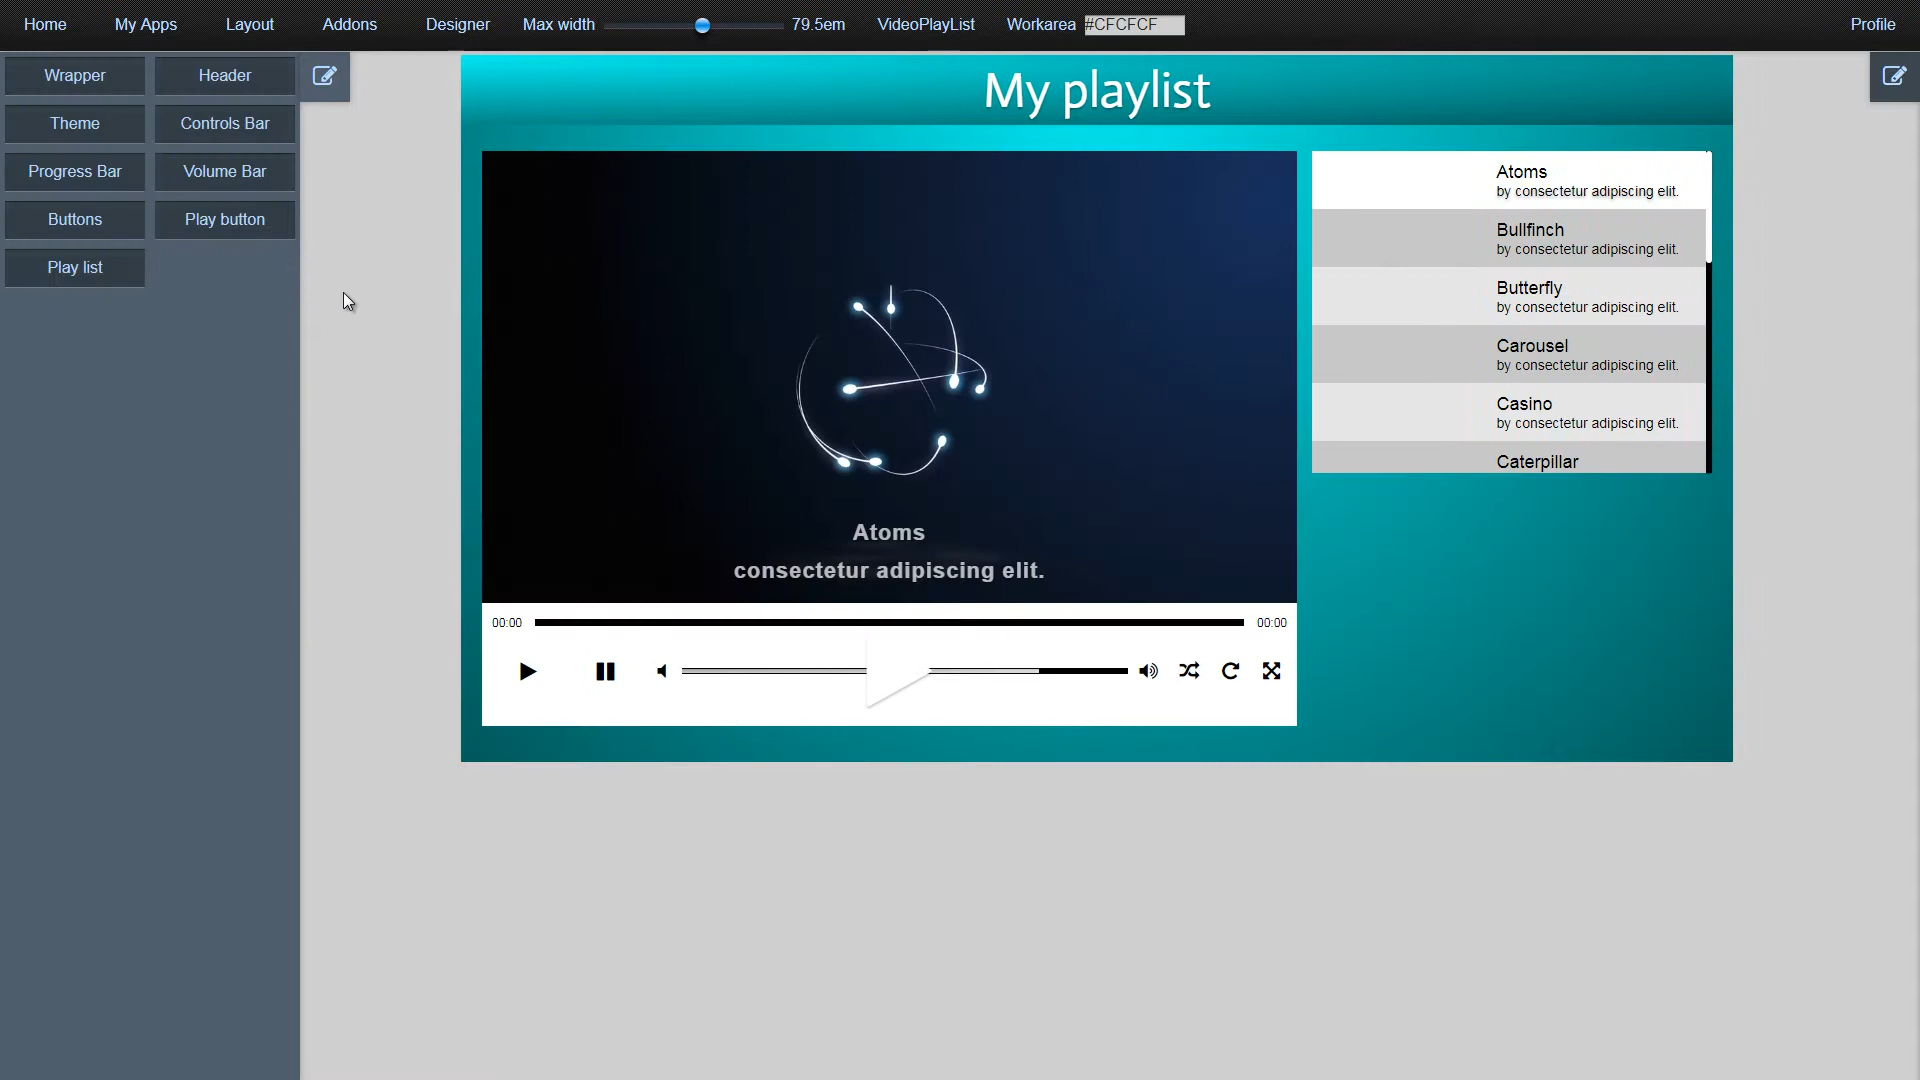 Home My Apps Layout Addons Designer Max width 79.5em VideoPlayList Workarea #CFCFCF Profile
Wrapper Header
Theme Controls Bar
Progress Bar Volume Bar
Buttons Play button
Play list
My playlist
Atoms
by consectetur adipiscing elit.
Bullfinch
by consectetur adipiscing elit.
Butterfly
by consectetur adipiscing elit.
Carousel
by consectetur adipiscing elit.
Casino
by consectetur adipiscing elit.
Caterpillar
Atoms
consectetur adipiscing elit.
00:00 00:00